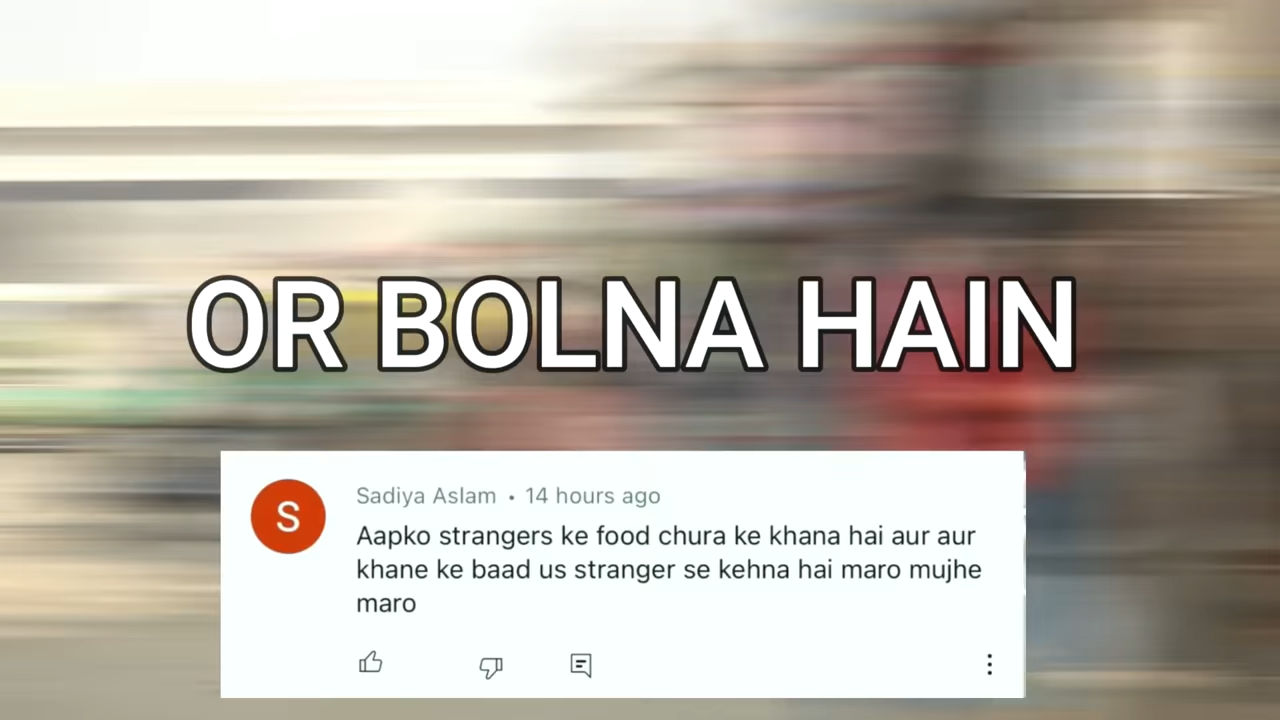 OR BOLNA HAIN
S
Sadiya Aslam • 14 hours ago
Aapko strangers ke food chura ke khana hai aur aur
khane ke baad us stranger se kehna hai maro mujhe
maro